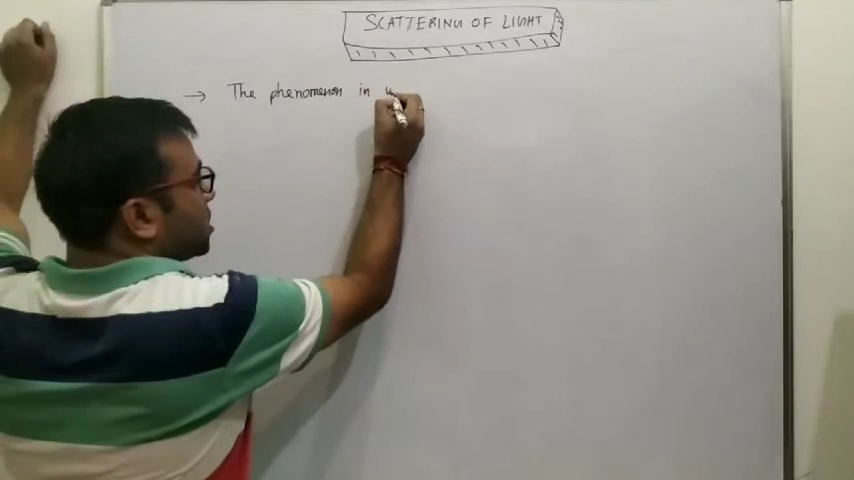 SCATTERING OF LIGHT
→ The phenomenon in